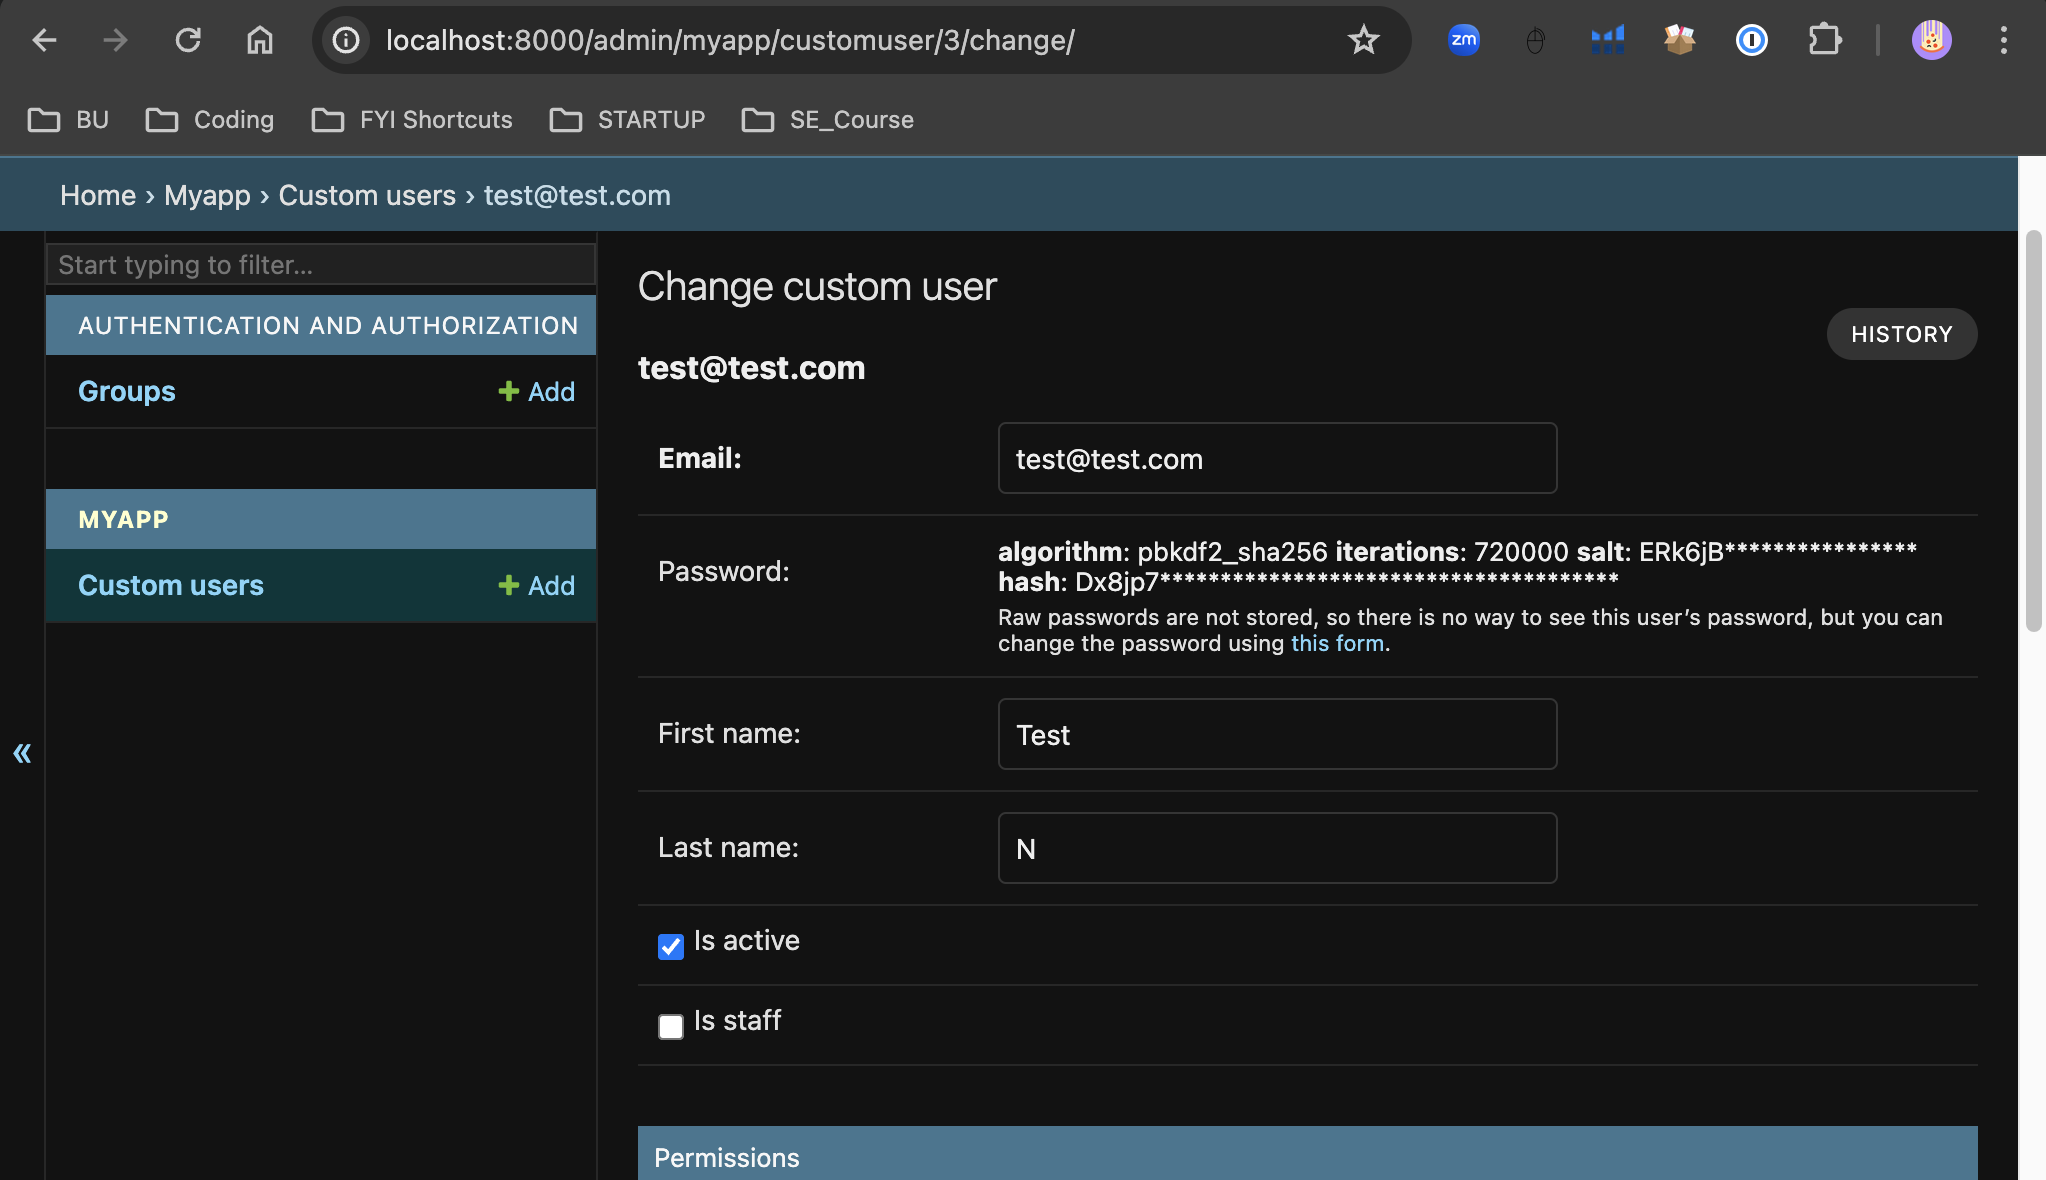 localhost:8000/admin/myapp/customuser/3/change/
zm
BU Coding FYI Shortcuts STARTUP SE_Course
Home › Myapp › Custom users › test@test.com
Start typing to filter...
AUTHENTICATION AND AUTHORIZATION
Groups + Add
MYAPP
Custom users + Add
«
Change custom user
HISTORY
test@test.com
Email: test@test.com
Password:
algorithm: pbkdf2_sha256 iterations: 720000 salt: ERk6jB****************
hash: Dx8jp7**************************************
Raw passwords are not stored, so there is no way to see this user’s password, but you can
change the password using this form.
First name: Test
Last name: N
Is active
Is staff
Permissions